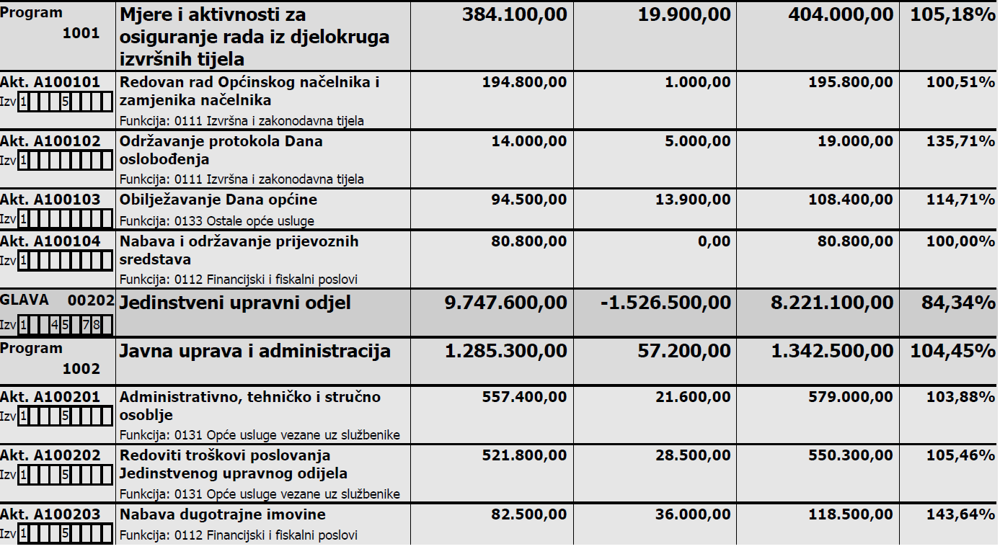 Program Mjere i aktivnosti za 384.100,00 19.900,00 404.000,00 105,18%
1001 osiguranje rada iz djelokruga
izvršnih tijela
Akt. A100101 Redovan rad Općinskog načelnika i 194.800,00 1.000,00 195.800,00 100,51%
Izv 1 5 zamjenika načelnika
Funkcija: 0111 Izvršna i zakonodavna tijela
Akt. A100102 Održavanje protokola Dana 14.000,00 5.000,00 19.000,00 135,71%
Izv 1 oslobođenja
Funkcija: 0111 Izvršna i zakonodavna tijela
Akt. A100103 Obilježavanje Dana općine 94.500,00 13.900,00 108.400,00 114,71%
Izv 1 Funkcija: 0133 Ostale opće usluge
Akt. A100104 Nabava i održavanje prijevoznih 80.800,00 0,00 80.800,00 100,00%
Izv 1 sredstava
Funkcija: 0112 Financijski i fiskalni poslovi
GLAVA 00202 Jedinstveni upravni odjel 9.747.600,00 -1.526.500,00 8.221.100,00 84,34%
Izv 1 4 5 7 8
Program Javna uprava i administracija 1.285.300,00 57.200,00 1.342.500,00 104,45%
1002
Akt. A100201 Administrativno, tehničko i stručno 557.400,00 21.600,00 579.000,00 103,88%
Izv 1 5 osoblje
Funkcija: 0131 Opće usluge vezane uz službenike
Akt. A100202 Redoviti troškovi poslovanja 521.800,00 28.500,00 550.300,00 105,46%
Izv 1 5 Jedinstvenog upravnog odijela
Funkcija: 0131 Opće usluge vezane uz službenike
Akt. A100203 Nabava dugotrajne imovine 82.500,00 36.000,00 118.500,00 143,64%
Izv 1 5 Funkcija: 0112 Financijski i fiskalni poslovi